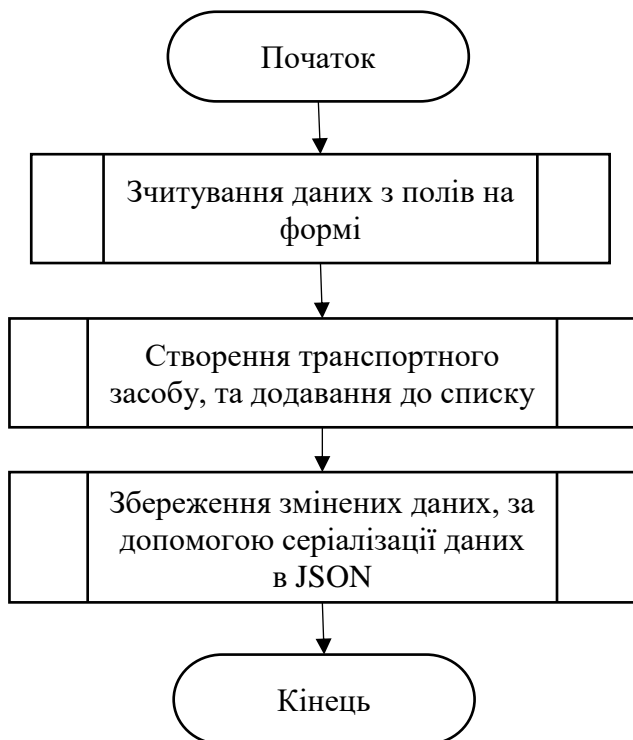 Початок
Зчитування даних з полів на
формі
Створення транспортного
засобу, та додавання до списку
Збереження змінених даних, за
допомогою серіалізації даних
в JSON
Кінець